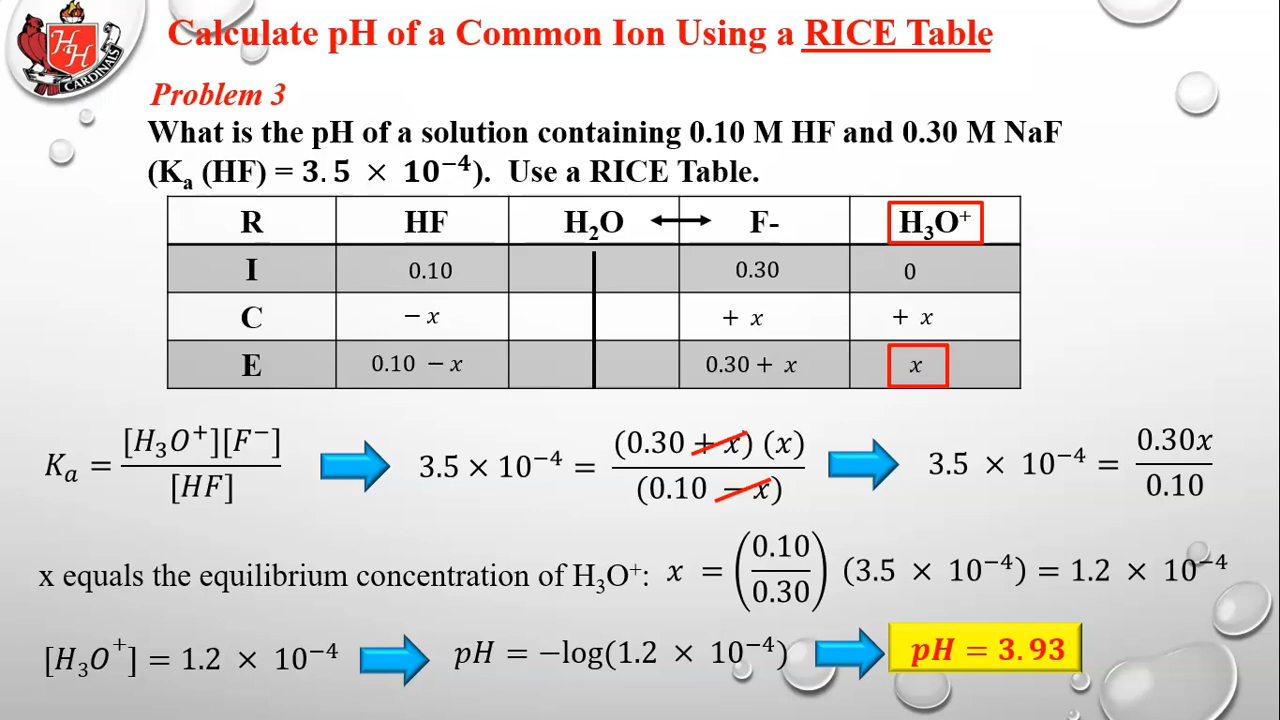 HH
CARDINALS
Calculate pH of a Common Ion Using a RICE Table
Problem 3
What is the pH of a solution containing 0.10 M HF and 0.30 M NaF
(Kₐ (HF) = 3.5 × 10⁻⁴). Use a RICE Table.
R HF H₂O ⟷ F- H₃O⁺
I 0.10 0.30 0
C − x + x + x
E 0.10 − x 0.30 + x x
Kₐ = [H₃O⁺][F⁻] / [HF] 3.5 × 10⁻⁴ = (0.30 + x) (x) / (0.10 − x) 3.5 × 10⁻⁴ = 0.30x / 0.10
x equals the equilibrium concentration of H₃O⁺: x = (0.10 / 0.30) (3.5 × 10⁻⁴) = 1.2 × 10⁻⁴
[H₃O⁺] = 1.2 × 10⁻⁴ pH = −log(1.2 × 10⁻⁴) pH = 3.93